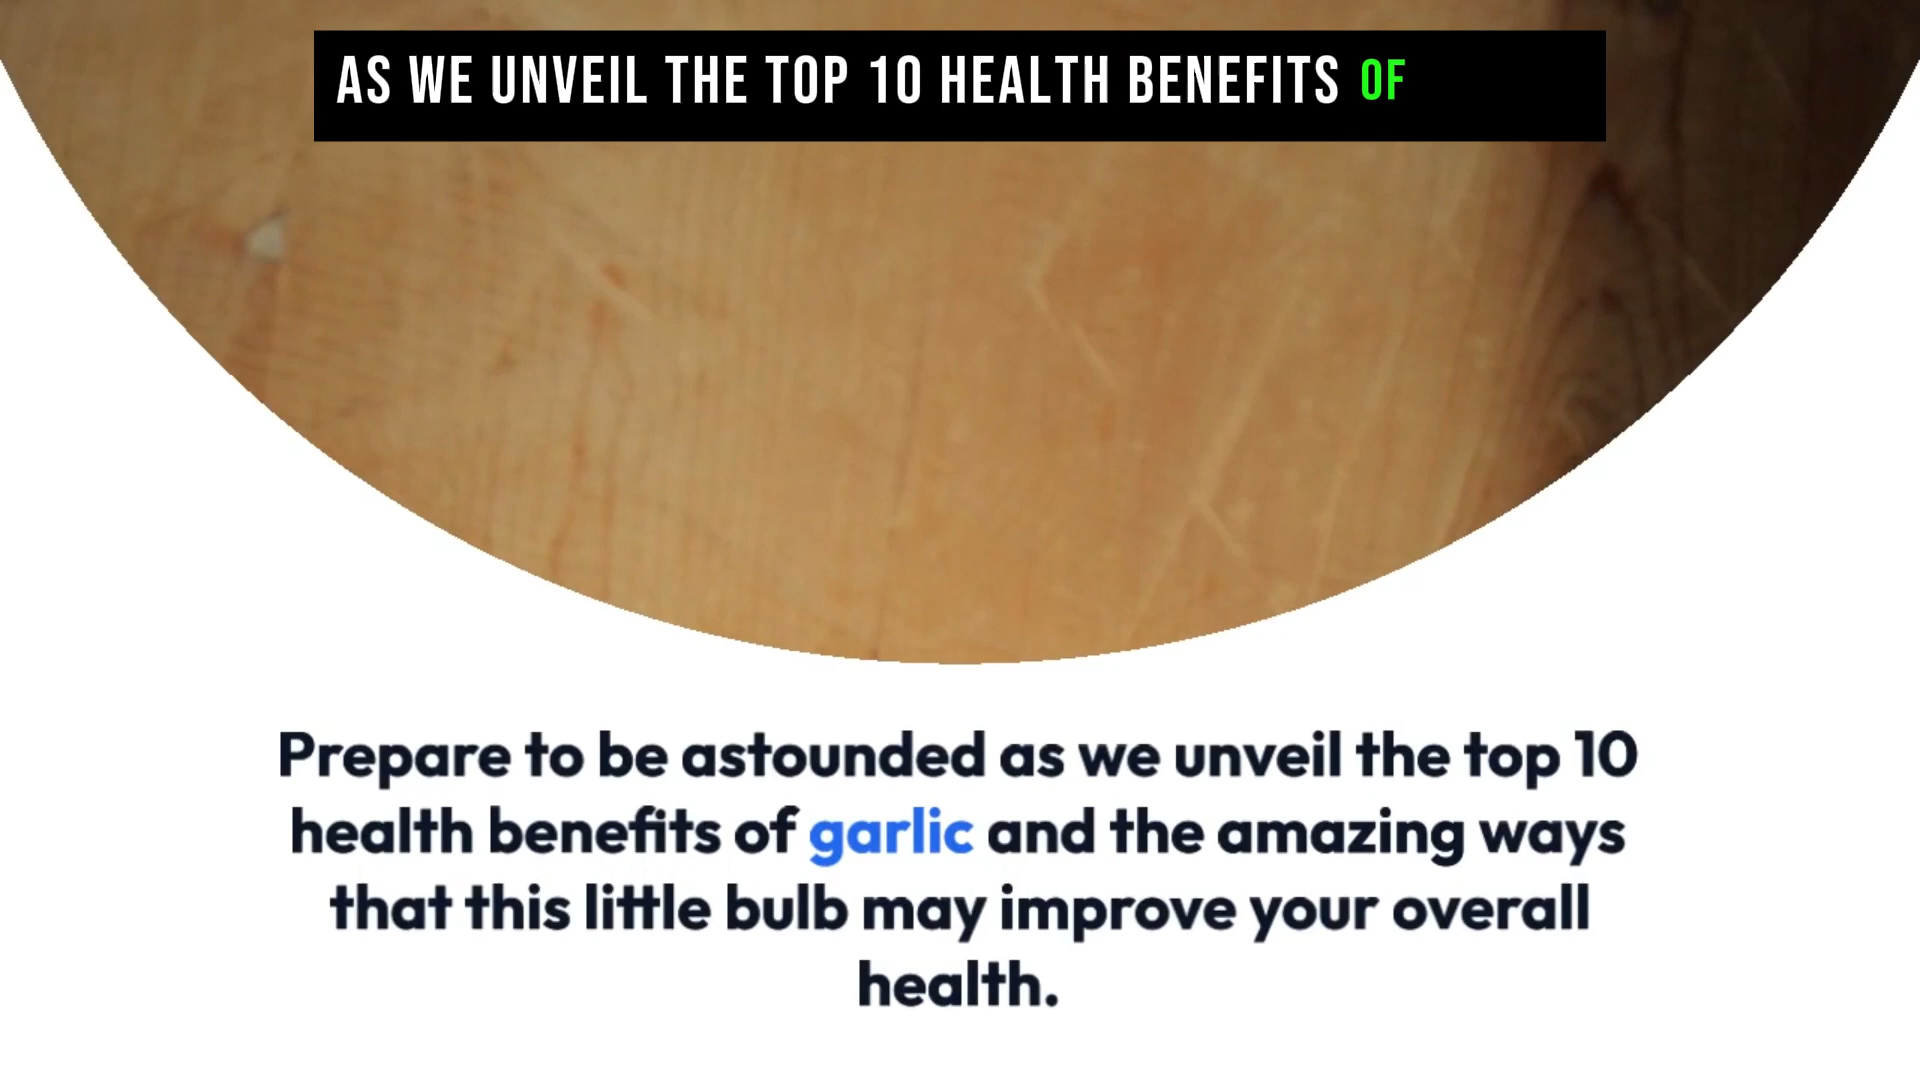 AS WE UNVEIL THE TOP 10 HEALTH BENEFITS OF
Prepare to be astounded as we unveil the top 10
health benefits of garlic and the amazing ways
that this little bulb may improve your overall
health.